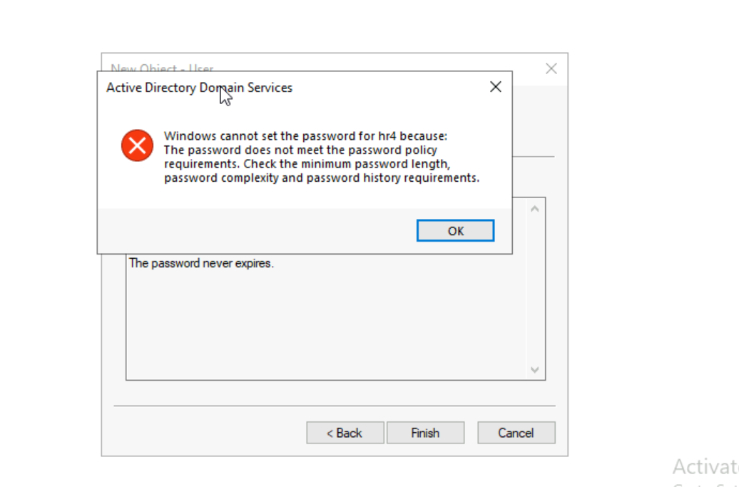 New Object - User
Active Directory Domain Services
Windows cannot set the password for hr4 because:
The password does not meet the password policy
requirements. Check the minimum password length,
password complexity and password history requirements.
OK
The password never expires.
< Back
Finish
Cancel